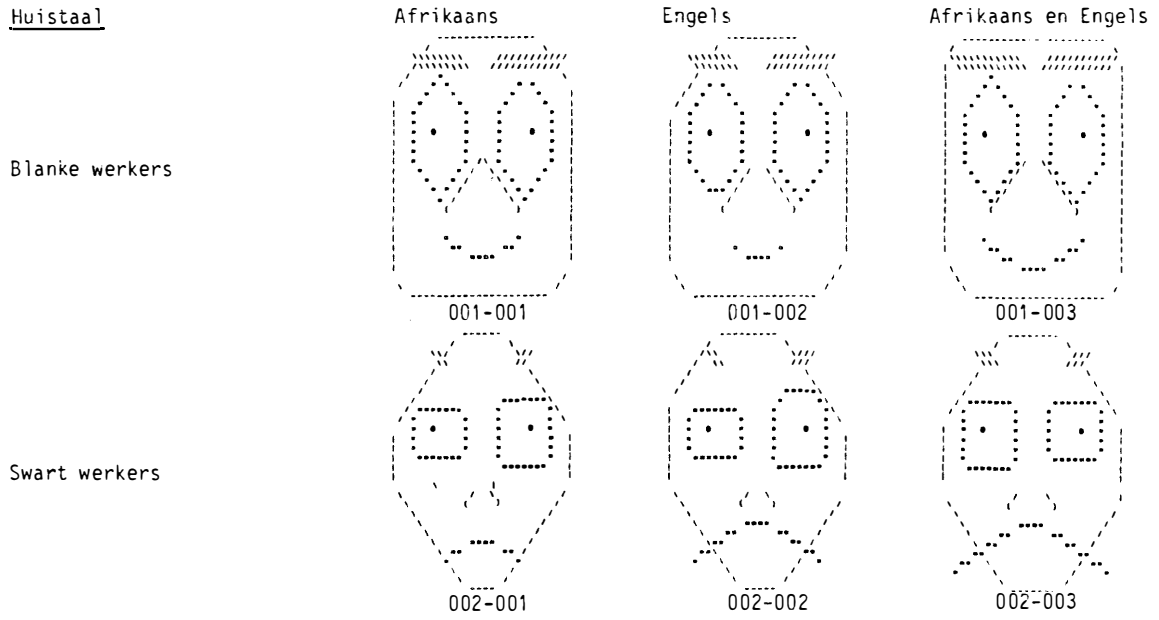 Huistaal Afrikaans Engels Afrikaans en Engels
Blanke werkers
001-001 001-002 001-003
Swart werkers
002-001 002-002 002-003